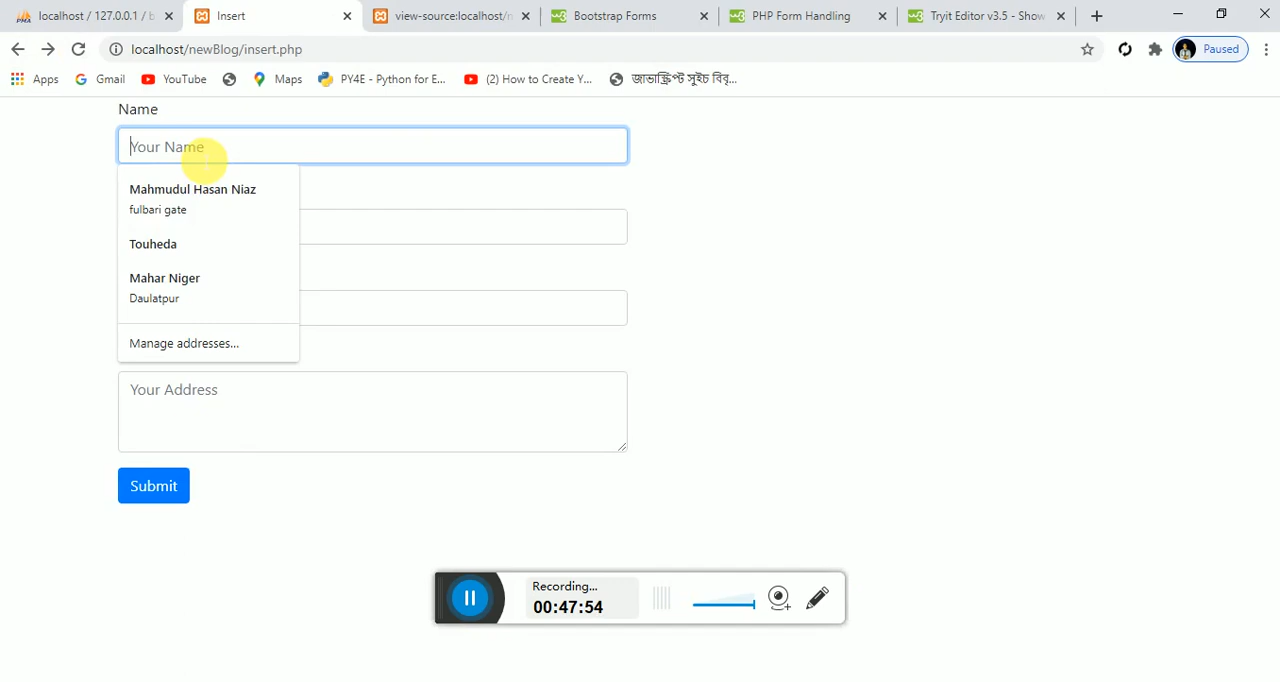 localhost / 127.0.0.1 / b
Insert
view-source:localhost/n
Bootstrap Forms
PHP Form Handling
Tryit Editor v3.5 - Show
localhost/newBlog/insert.php
Paused
Apps
Gmail
YouTube
Maps
PY4E - Python for E...
(2) How to Create Y...
জাভাস্ক্রিপ্ট সুইচ বিবৃ...
Name
Your Name
Mahmudul Hasan Niaz
fulbari gate
Touheda
Mahar Niger
Daulatpur
Manage addresses...
Your Address
Submit
Recording...
00:47:54